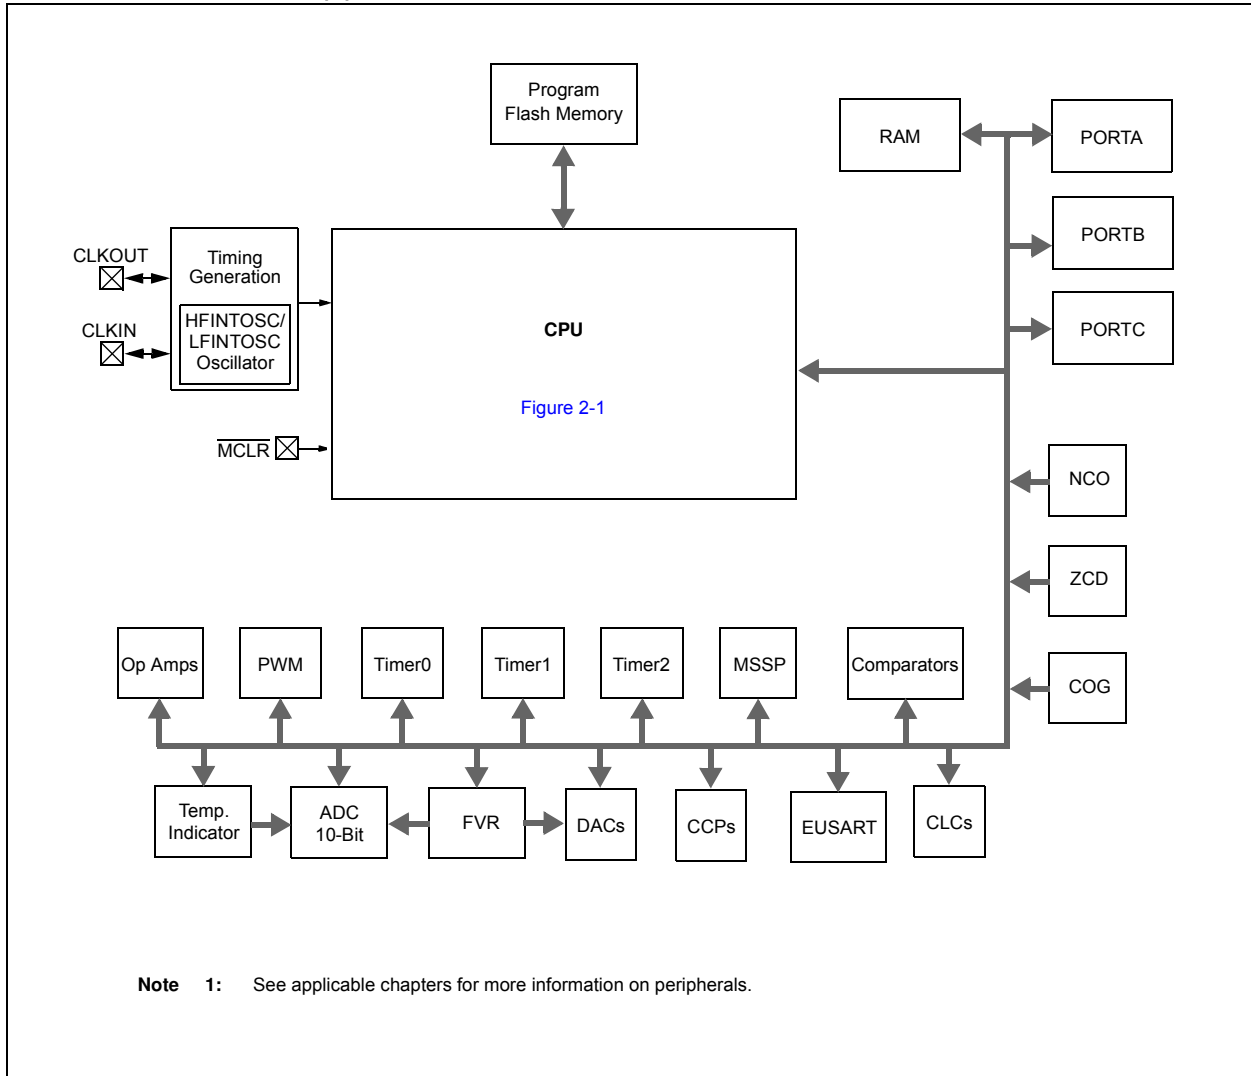 Program
Flash Memory
RAM
PORTA
PORTB
PORTC
CLKOUT
CLKIN
Timing
Generation
HFINTOSC/
LFINTOSC
Oscillator
MCLR
CPU
Figure 2-1
NCO
ZCD
COG
Op Amps
PWM
Timer0
Timer1
Timer2
MSSP
Comparators
Temp.
Indicator
ADC
10-Bit
FVR
DACs
CCPs
EUSART
CLCs
Note 1: See applicable chapters for more information on peripherals.